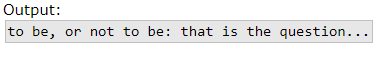 Output:
to be, or not to be: that is the question...